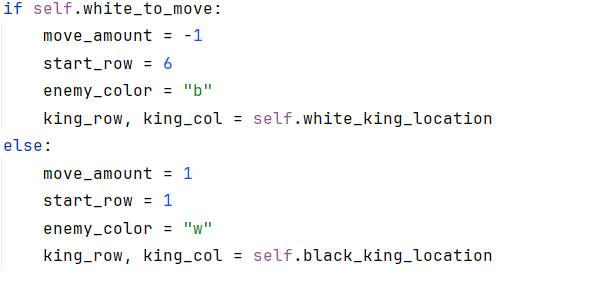 if self.white_to_move:
    move_amount = -1
    start_row = 6
    enemy_color = "b"
    king_row, king_col = self.white_king_location
else:
    move_amount = 1
    start_row = 1
    enemy_color = "w"
    king_row, king_col = self.black_king_location